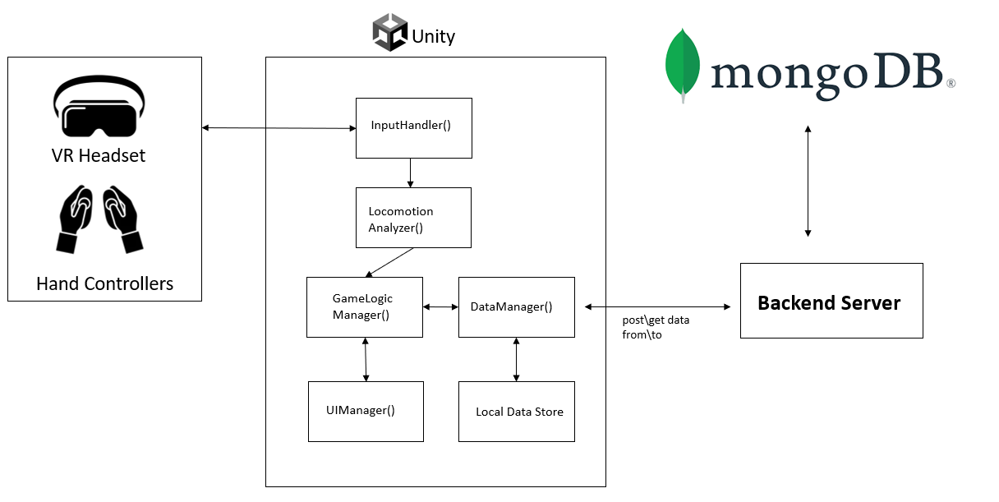 Unity
mongoDB®
VR Headset
Hand Controllers
InputHandler()
Locomotion
Analyzer()
GameLogic
Manager()
DataManager()
UIManager()
Local Data Store
post\get data
from\to
Backend Server